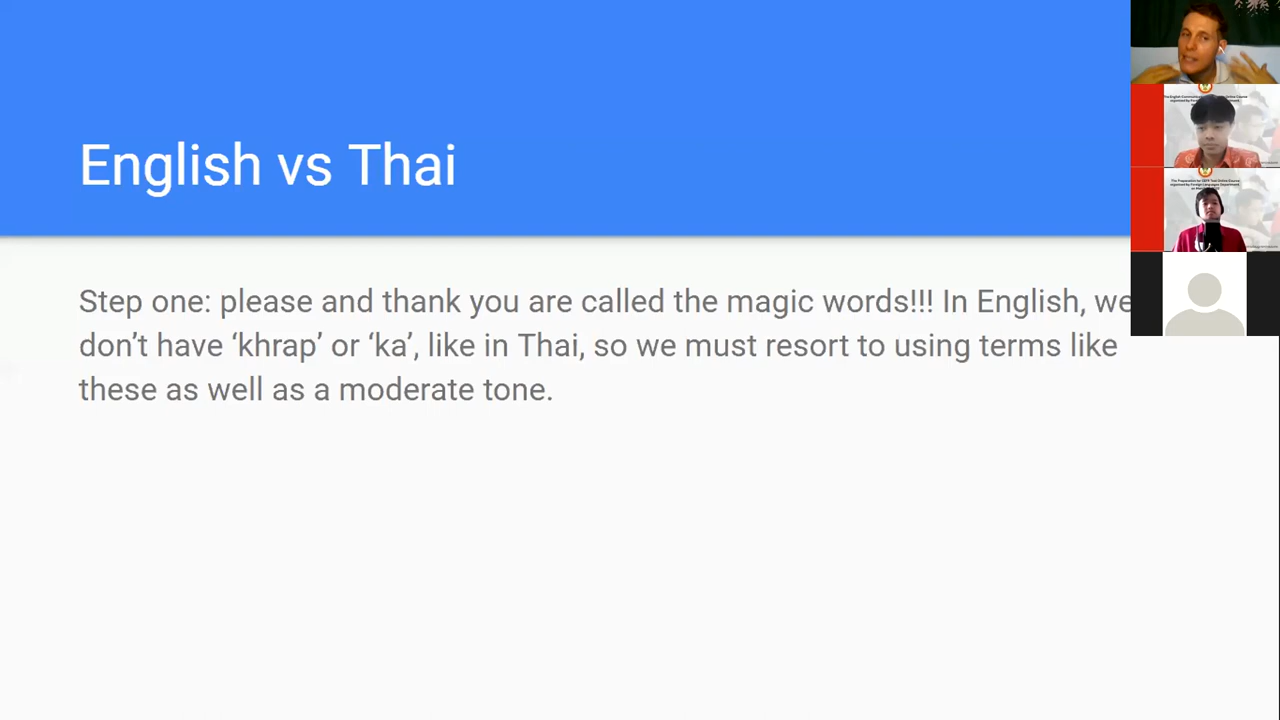 English vs Thai
Step one: please and thank you are called the magic words!!! In English, we
don’t have ‘khrap’ or ‘ka’, like in Thai, so we must resort to using terms like
these as well as a moderate tone.